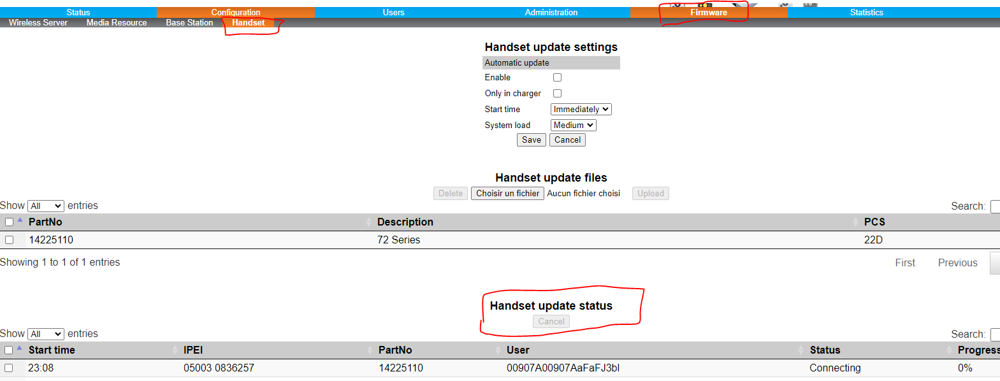 Status Configuration Users Administration Firmware Statistics
Wireless Server Media Resource Base Station Handset
Handset update settings
Automatic update
Enable
Only in charger
Start time Immediately
System load Medium
Save Cancel
Handset update files
Delete Choisir un fichier Aucun fichier choisi Upload
Show All entries Search:
PartNo Description PCS
14225110 72 Series 22D
Showing 1 to 1 of 1 entries First Previous
Handset update status
Cancel
Show All entries Search:
Start time IPEI PartNo User Status Progress
23:08 05003 0836257 14225110 00907A00907AaFaFJ3bI Connecting 0%